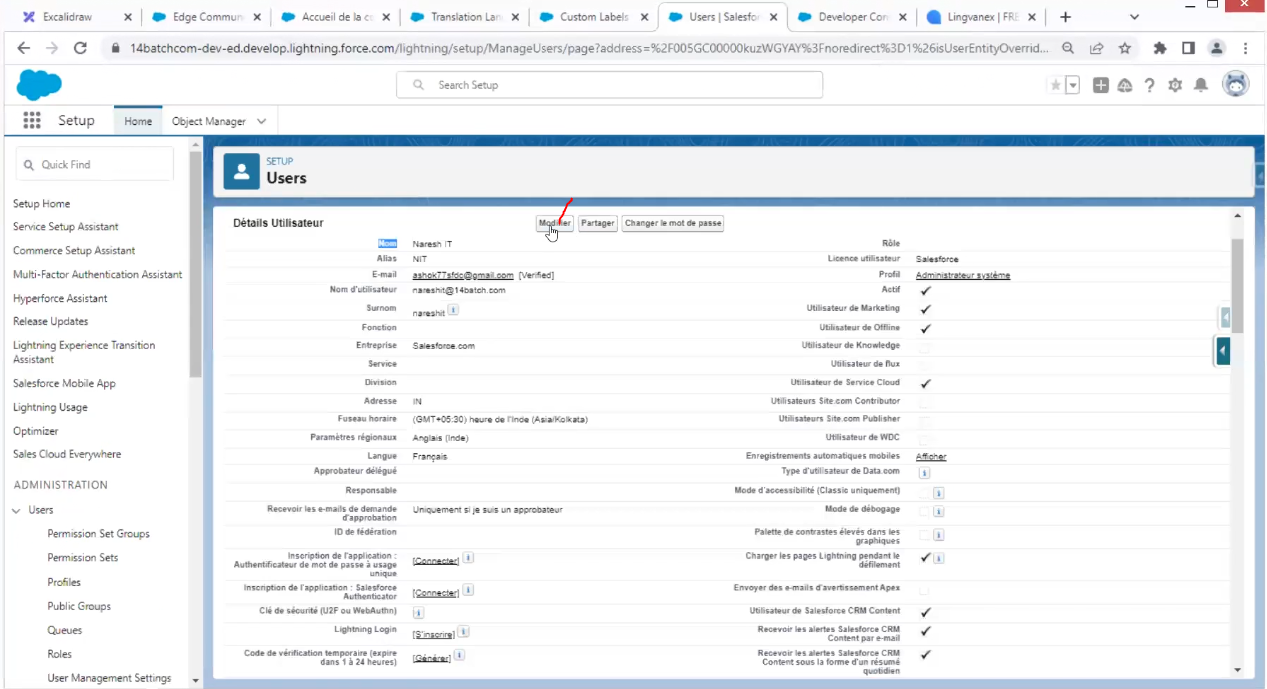 Excalidraw
Edge Commun
Accueil de la c
Translation Lan
Custom Labels
Users | Salesfor
Developer Con
Lingvanex | FRE
14batchcom-dev-ed.develop.lightning.force.com/lightning/setup/ManageUsers/page?address=%2F005GC00000kuzWGYAY%3Fnoredirect%3D1%26isUserEntityOverrid...
Search Setup
Setup
Home
Object Manager
Quick Find
Setup Home
Service Setup Assistant
Commerce Setup Assistant
Multi-Factor Authentication Assistant
Hyperforce Assistant
Release Updates
Lightning Experience Transition
Assistant
Salesforce Mobile App
Lightning Usage
Optimizer
Sales Cloud Everywhere
ADMINISTRATION
Users
Permission Set Groups
Permission Sets
Profiles
Public Groups
Queues
Roles
User Management Settings
SETUP
Users
Détails Utilisateur
Modifier
Partager
Changer le mot de passe
Nom Naresh IT
Alias NIT
E-mail ashok77sfdc@gmail.com [Verified]
Nom d'utilisateur nareshit@14batch.com
Surnom nareshit
Fonction
Entreprise Salesforce.com
Service
Division
Adresse IN
Fuseau horaire (GMT+05:30) heure de l'Inde (Asia/Kolkata)
Paramètres régionaux Anglais (Inde)
Langue Français
Approbateur délégué
Responsable
Recevoir les e-mails de demande
d'approbation Uniquement si je suis un approbateur
ID de fédération
Inscription de l'application :
Authentificateur de mot de passe à usage
unique [Connecter]
Inscription de l'application : Salesforce
Authenticator [Connecter]
Clé de sécurité (U2F ou WebAuthn)
Lightning Login [S'inscrire]
Code de vérification temporaire (expire
dans 1 à 24 heures) [Générer]
Rôle
Licence utilisateur Salesforce
Profil Administrateur système
Actif
Utilisateur de Marketing
Utilisateur de Offline
Utilisateur de Knowledge
Utilisateur de flux
Utilisateur de Service Cloud
Utilisateurs Site.com Contributor
Utilisateurs Site.com Publisher
Utilisateur de WDC
Enregistrements automatiques mobiles Afficher
Type d'utilisateur de Data.com
Mode d'accessibilité (Classic uniquement)
Mode de débogage
Palette de contrastes élevés dans les
graphiques
Charger les pages Lightning pendant le
défilement
Envoyer des e-mails d'avertissement Apex
Utilisateur de Salesforce CRM Content
Recevoir les alertes Salesforce CRM
Content par e-mail
Recevoir les alertes Salesforce CRM
Content sous la forme d'un résumé
quotidien